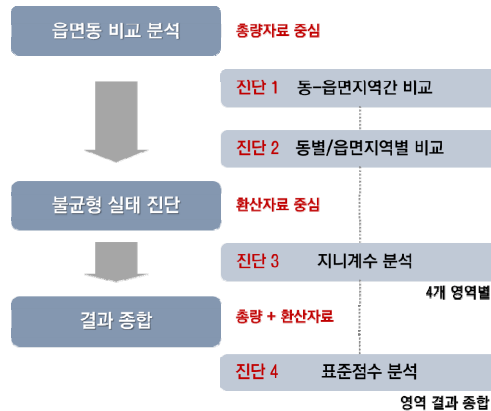 읍면동 비교 분석
총량자료 중심
진단 1 동-읍면지역간 비교
진단 2 동별/읍면지역별 비교
불균형 실태 진단
환산자료 중심
진단 3 지니계수 분석
4개 영역별
결과 종합
총량 + 환산자료
진단 4 표준점수 분석
영역 결과 종합